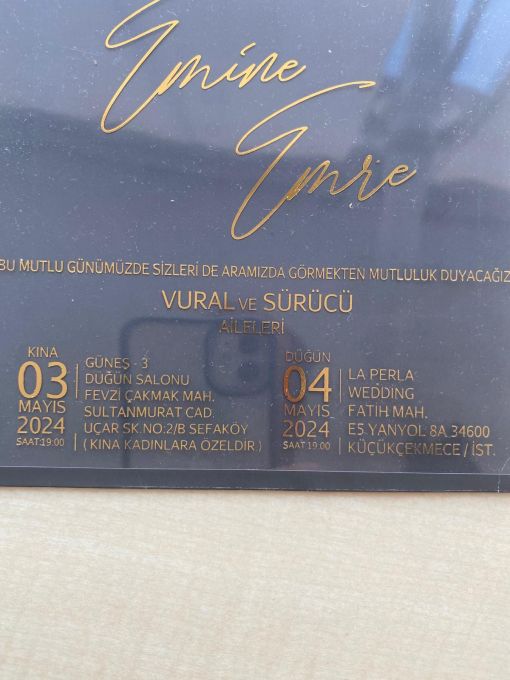 Emine
Emre
BU MUTLU GÜNÜMÜZDE SİZLERİ DE ARAMIZDA GÖRMEKTEN MUTLULUK DUYACAĞIZ
VURAL VE SÜRÜCÜ
AİLELERİ
KINA
03
MAYIS
2024
SAAT:19:00
GÜNEŞ - 3
DÜĞÜN SALONU
FEVZİ ÇAKMAK MAH.
SULTANMURAT CAD.
UÇAR SK.NO:2/B SEFAKÖY
( KINA KADINLARA ÖZELDİR )
DÜĞÜN
04
MAYIS
2024
SAAT:19:00
LA PERLA
WEDDING
FATİH MAH.
E5 YANYOL 8A,34600
KÜÇÜKÇEKMECE / İST.